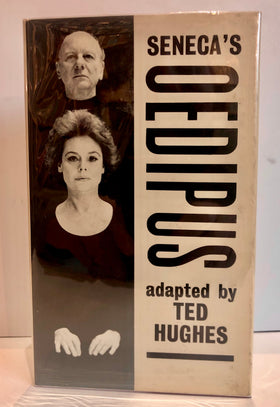 SENECA'S
OEDIPUS
adapted by
TED
HUGHES